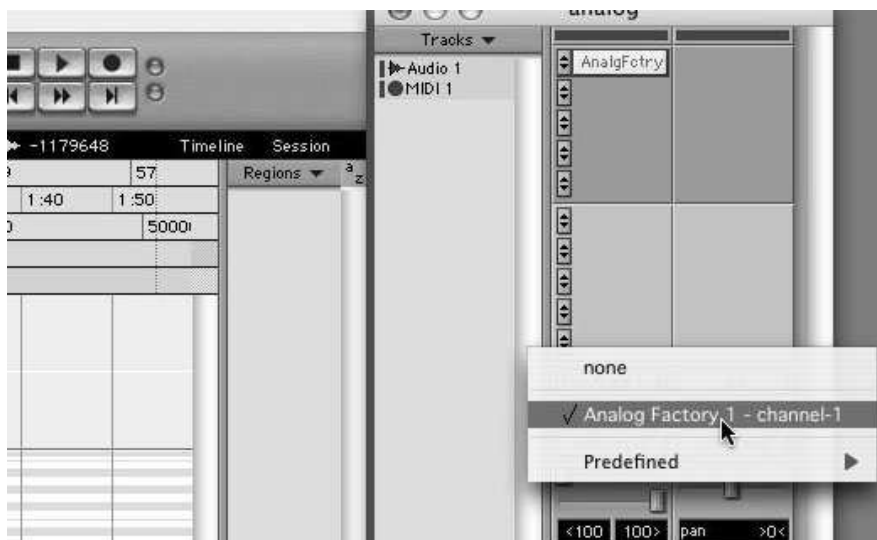 analog
Tracks
Audio 1
MIDI 1
AnalgFctry
-1179648
Timeline
Session
57
Regions
a z
1:40
1:50
5000
none
✓ Analog Factory 1 - channel-1
Predefined
<100
100>
pan
>0<